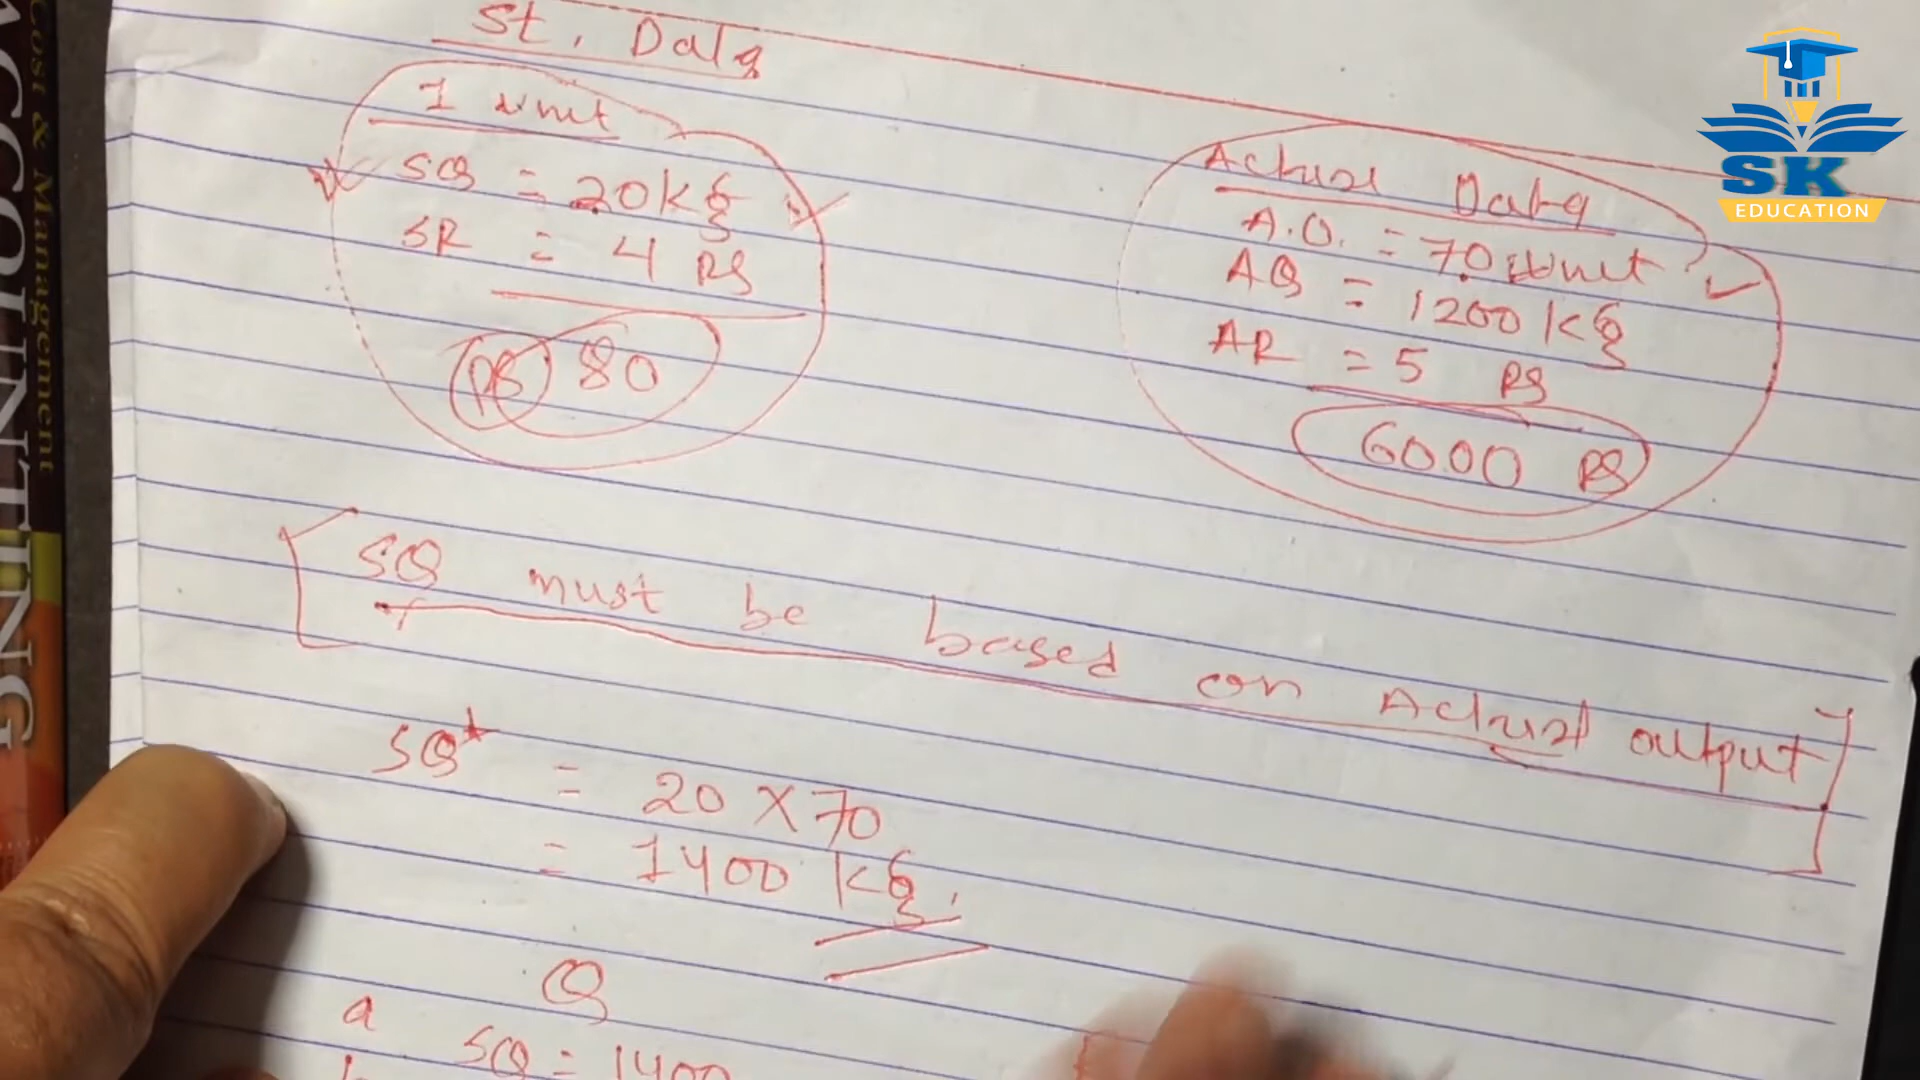 St. Data
1 unit
SQ = 20 kg
SR = 4 RS
RS 80
Actual Data
A.O. = 70 unit
AQ = 1200 kg
AR = 5 RS
6000 RS
SQ must be based on Actual output
SQ* = 20 X 70
= 1400 kg.
Q
a SQ = 1400
SK
EDUCATION
Cost & Management
ACCOUNTING